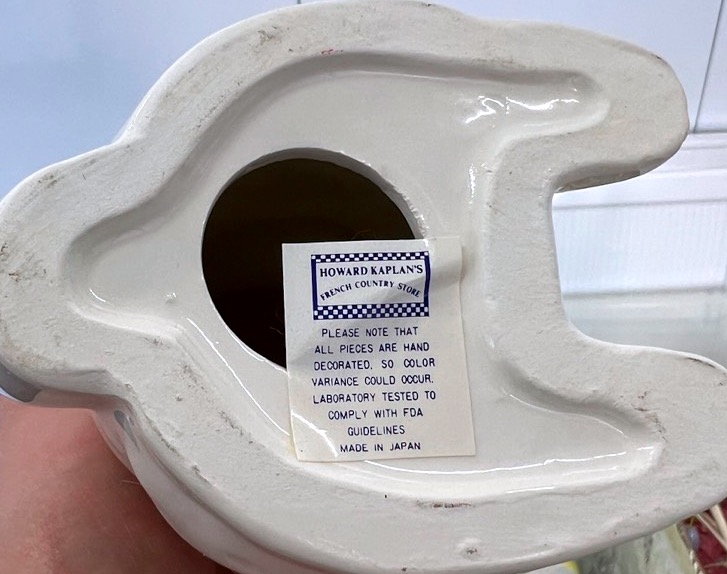 HOWARD KAPLAN'S
FRENCH COUNTRY STORE
PLEASE NOTE THAT
ALL PIECES ARE HAND
DECORATED, SO COLOR
VARIANCE COULD OCCUR.
LABORATORY TESTED TO
COMPLY WITH FDA
GUIDELINES
MADE IN JAPAN